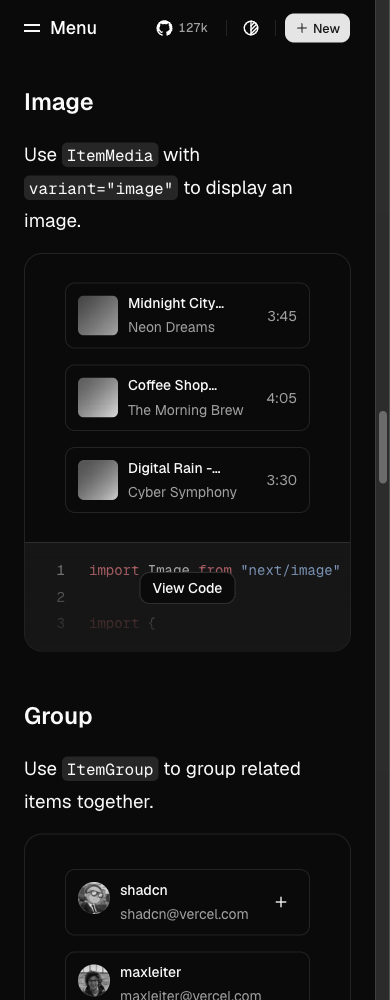 Menu
127k
+ New
Image
Use ItemMedia with
variant="image" to display an
image.
Midnight City...
Neon Dreams
3:45
Coffee Shop...
The Morning Brew
4:05
Digital Rain -...
Cyber Symphony
3:30
1 import Image from "next/image"
View Code
2
3 import {
Group
Use ItemGroup to group related
items together.
shadcn
shadcn@vercel.com
+
maxleiter
maxleiter@vercel.com